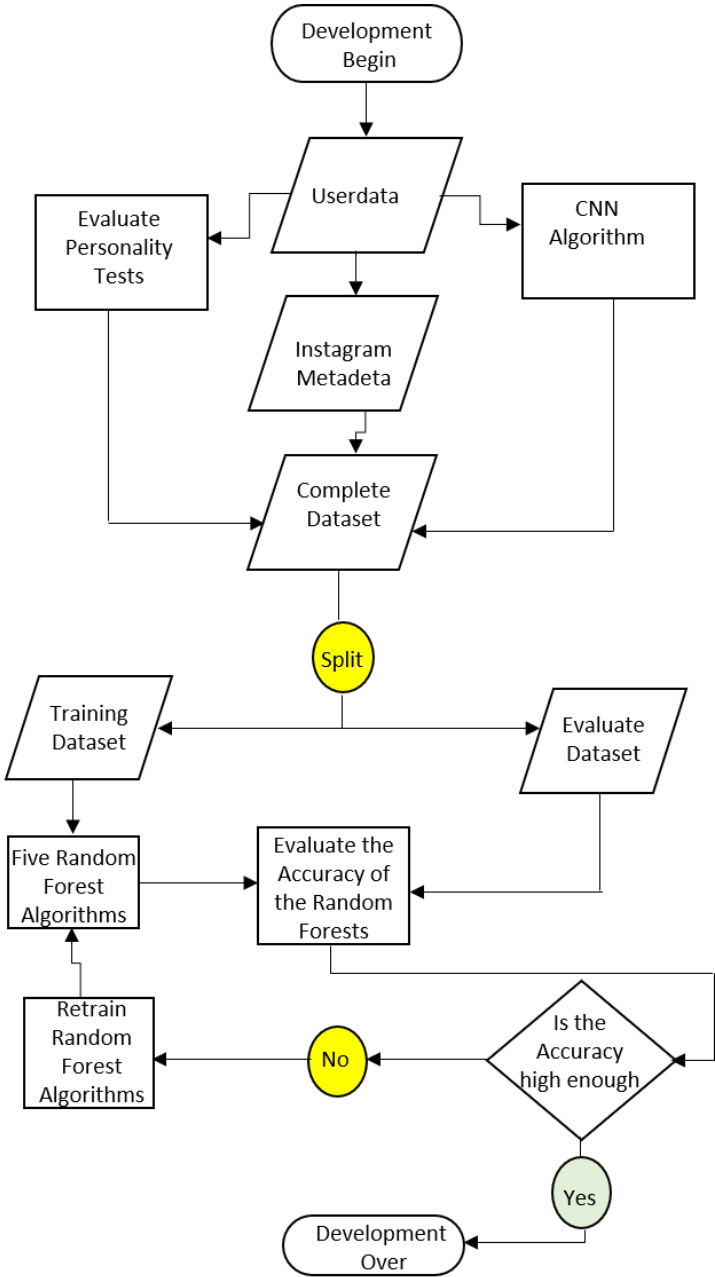 Development
Begin
Userdata
Evaluate
Personality
Tests
CNN
Algorithm
Instagram
Metadeta
Complete
Dataset
Split
Training
Dataset
Evaluate
Dataset
Five Random
Forest
Algorithms
Evaluate the
Accuracy of
the Random
Forests
Retrain
Random
Forest
Algorithms
No
Is the
Accuracy
high enough
Yes
Development
Over